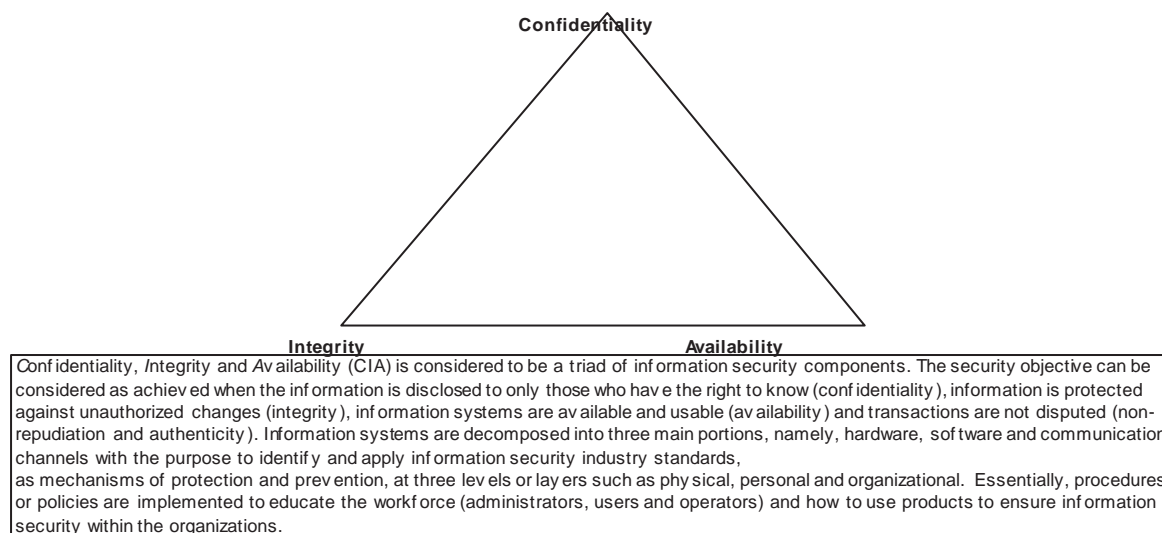 Confidentiality
Integrity Availability
Confidentiality, Integrity and Availability (CIA) is considered to be a triad of information security components. The security objective can be
considered as achieved when the information is disclosed to only those who have the right to know (confidentiality), information is protected
against unauthorized changes (integrity), information systems are available and usable (availability) and transactions are not disputed (non-
repudiation and authenticity). Information systems are decomposed into three main portions, namely, hardware, software and communication
channels with the purpose to identify and apply information security industry standards,
as mechanisms of protection and prevention, at three levels or layers such as physical, personal and organizational. Essentially, procedures
or policies are implemented to educate the workforce (administrators, users and operators) and how to use products to ensure information
security within the organizations.